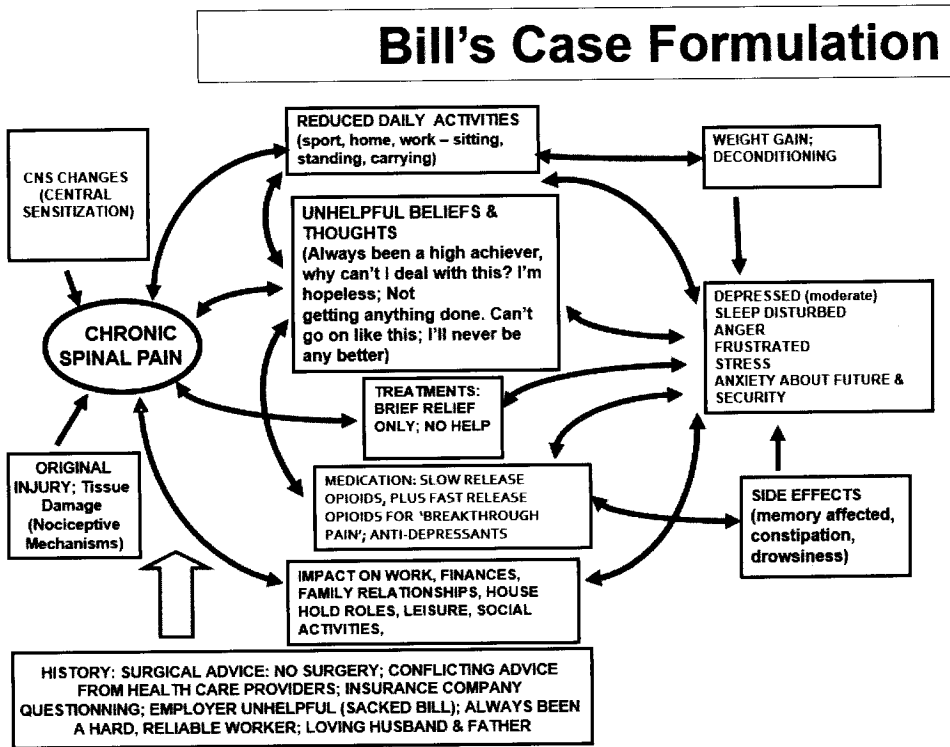 Bill's Case Formulation
REDUCED DAILY ACTIVITIES
(sport, home, work – sitting,
standing, carrying)
WEIGHT GAIN;
DECONDITIONING
CNS CHANGES
(CENTRAL
SENSITIZATION)
UNHELPFUL BELIEFS &
THOUGHTS
(Always been a high achiever,
why can't I deal with this? I'm
hopeless; Not
getting anything done. Can't
go on like this; I'll never be
any better)
CHRONIC
SPINAL PAIN
DEPRESSED (moderate)
SLEEP DISTURBED
ANGER
FRUSTRATED
STRESS
ANXIETY ABOUT FUTURE &
SECURITY
TREATMENTS:
BRIEF RELIEF
ONLY; NO HELP
ORIGINAL
INJURY; Tissue
Damage
(Nociceptive
Mechanisms)
MEDICATION: SLOW RELEASE
OPIOIDS, PLUS FAST RELEASE
OPIOIDS FOR 'BREAKTHROUGH
PAIN'; ANTI-DEPRESSANTS
SIDE EFFECTS
(memory affected,
constipation,
drowsiness)
IMPACT ON WORK, FINANCES,
FAMILY RELATIONSHIPS, HOUSE
HOLD ROLES, LEISURE, SOCIAL
ACTIVITIES,
HISTORY: SURGICAL ADVICE: NO SURGERY; CONFLICTING ADVICE
FROM HEALTH CARE PROVIDERS; INSURANCE COMPANY
QUESTIONNING; EMPLOYER UNHELPFUL (SACKED BILL); ALWAYS BEEN
A HARD, RELIABLE WORKER; LOVING HUSBAND & FATHER